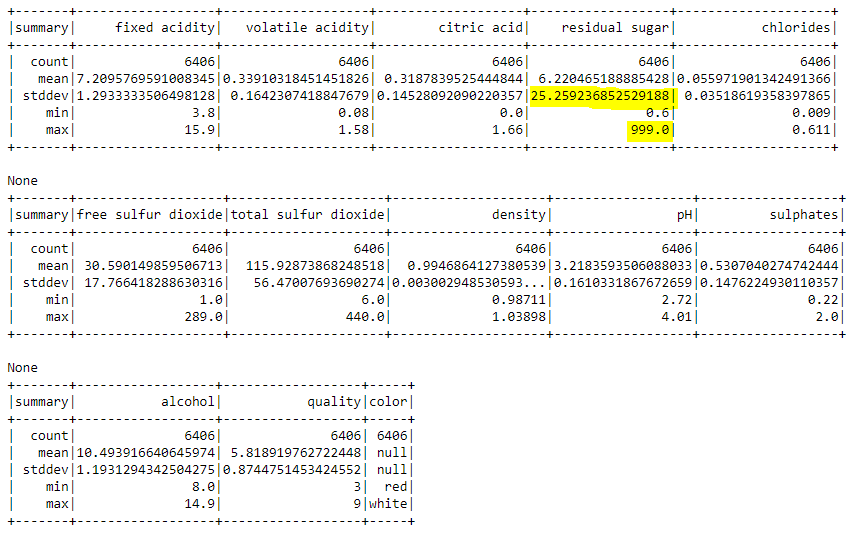 +-------+------------------+-------------------+-------------------+------------------+--------------------+
|summary|     fixed acidity|   volatile acidity|        citric acid|    residual sugar|           chlorides|
+-------+------------------+-------------------+-------------------+------------------+--------------------+
|  count|              6406|               6406|               6406|              6406|                6406|
|   mean|7.2095769591008345|0.33910318451451826| 0.3187839525444844| 6.220465188885428|0.055971901342491366|
| stddev|1.2933333506498128| 0.1642307418847679|0.14528092090220357|25.259236852529188| 0.03518619358397865|
|    min|               3.8|               0.08|                0.0|               0.6|               0.009|
|    max|              15.9|               1.58|               1.66|             999.0|               0.611|
+-------+------------------+-------------------+-------------------+------------------+--------------------+
None
+-------+-------------------+--------------------+--------------------+------------------+------------------+
|summary|free sulfur dioxide|total sulfur dioxide|             density|                pH|         sulphates|
+-------+-------------------+--------------------+--------------------+------------------+------------------+
|  count|               6406|                6406|                6406|              6406|              6406|
|   mean| 30.590149859506713|  115.92873868248518|  0.9946864127380539|3.2183593506088033|0.5307040274742444|
| stddev| 17.766418288630316|   56.47007693690274|0.003002948530593...|0.1610331867672659|0.1476224930110357|
|    min|                1.0|                 6.0|             0.98711|              2.72|              0.22|
|    max|              289.0|               440.0|             1.03898|              4.01|               2.0|
+-------+-------------------+--------------------+--------------------+------------------+------------------+
None
+-------+------------------+------------------+-----+
|summary|           alcohol|           quality|color|
+-------+------------------+------------------+-----+
|  count|              6406|              6406| 6406|
|   mean|10.493916640645974| 5.818919762722448| null|
| stddev|1.1931294342504275|0.8744751453424552| null|
|    min|               8.0|                 3|  red|
|    max|              14.9|                 9|white|
+-------+------------------+------------------+-----+